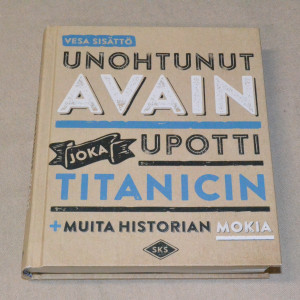 VESA SISÄTTÖ
UNOHTUNUT
AVAIN
JOKA UPOTTI
TITANICIN
+ MUITA HISTORIAN MOKIA
SKS